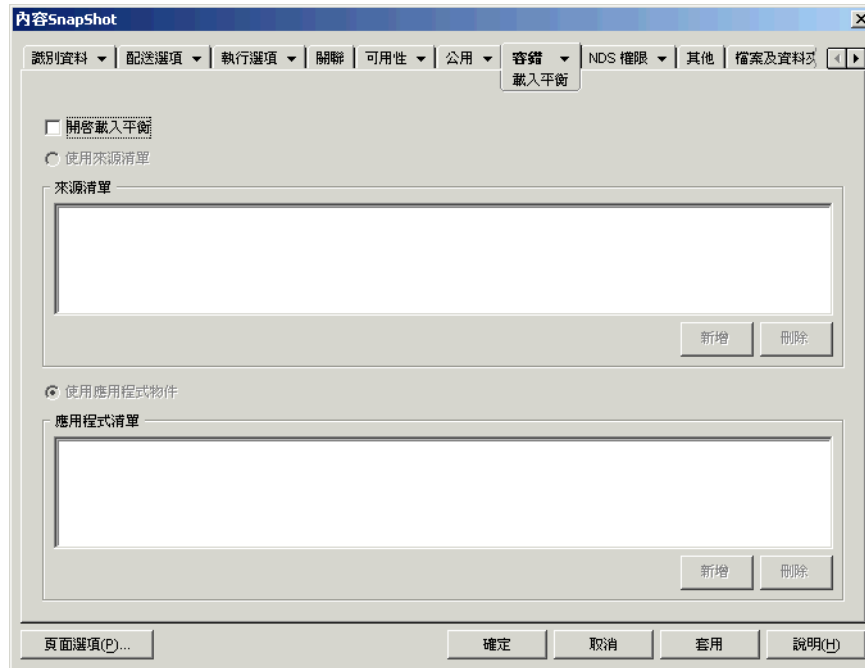 內容SnapShot
識別資料 配送選項 執行選項 關聯 可用性 公用 容錯 NDS 權限 其他 檔案及資料
載入平衡
開啓載入平衡
使用來源清單
來源清單
新增 刪除
使用應用程式物件
應用程式清單
新增 刪除
頁面選項(P)... 確定 取消 套用 說明(H)